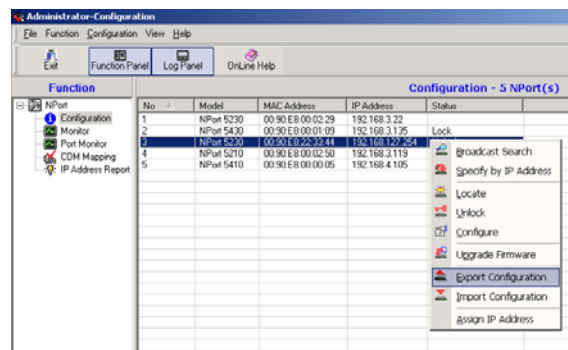 Administrator-Configuration
File Function Configuration View Help
Exit Function Panel Log Panel OnLine Help
Function
Configuration - 5 NPort(s)
NPort
Configuration
Monitor
Port Monitor
COM Mapping
IP Address Report
No / Model MAC Address IP Address Status
1 NPort 5230 00:90:E8:00:02:29 192.168.3.22
2 NPort 5430 00:90:E8:00:01:09 192.168.3.135 Lock
3 NPort 5230 00:90:E8:22:33:44 192.168.127.254
4 NPort 5210 00:90:E8:00:02:50 192.168.3.119
5 NPort 5410 00:90:E8:00:00:05 192.168.4.105
Broadcast Search
Specify by IP Address
Locate
Unlock
Configure
Upgrade Firmware
Export Configuration
Import Configuration
Assign IP Address